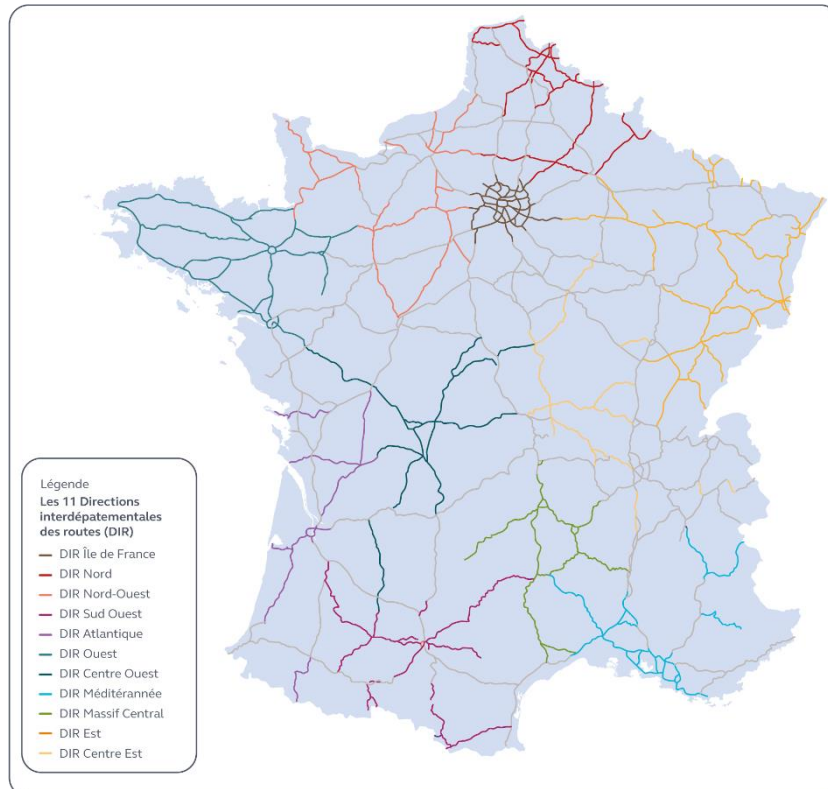 Légende
Les 11 Directions
interdépatementales
des routes (DIR)
DIR Île de France
DIR Nord
DIR Nord-Ouest
DIR Sud Ouest
DIR Atlantique
DIR Ouest
DIR Centre Ouest
DIR Méditérannée
DIR Massif Central
DIR Est
DIR Centre Est